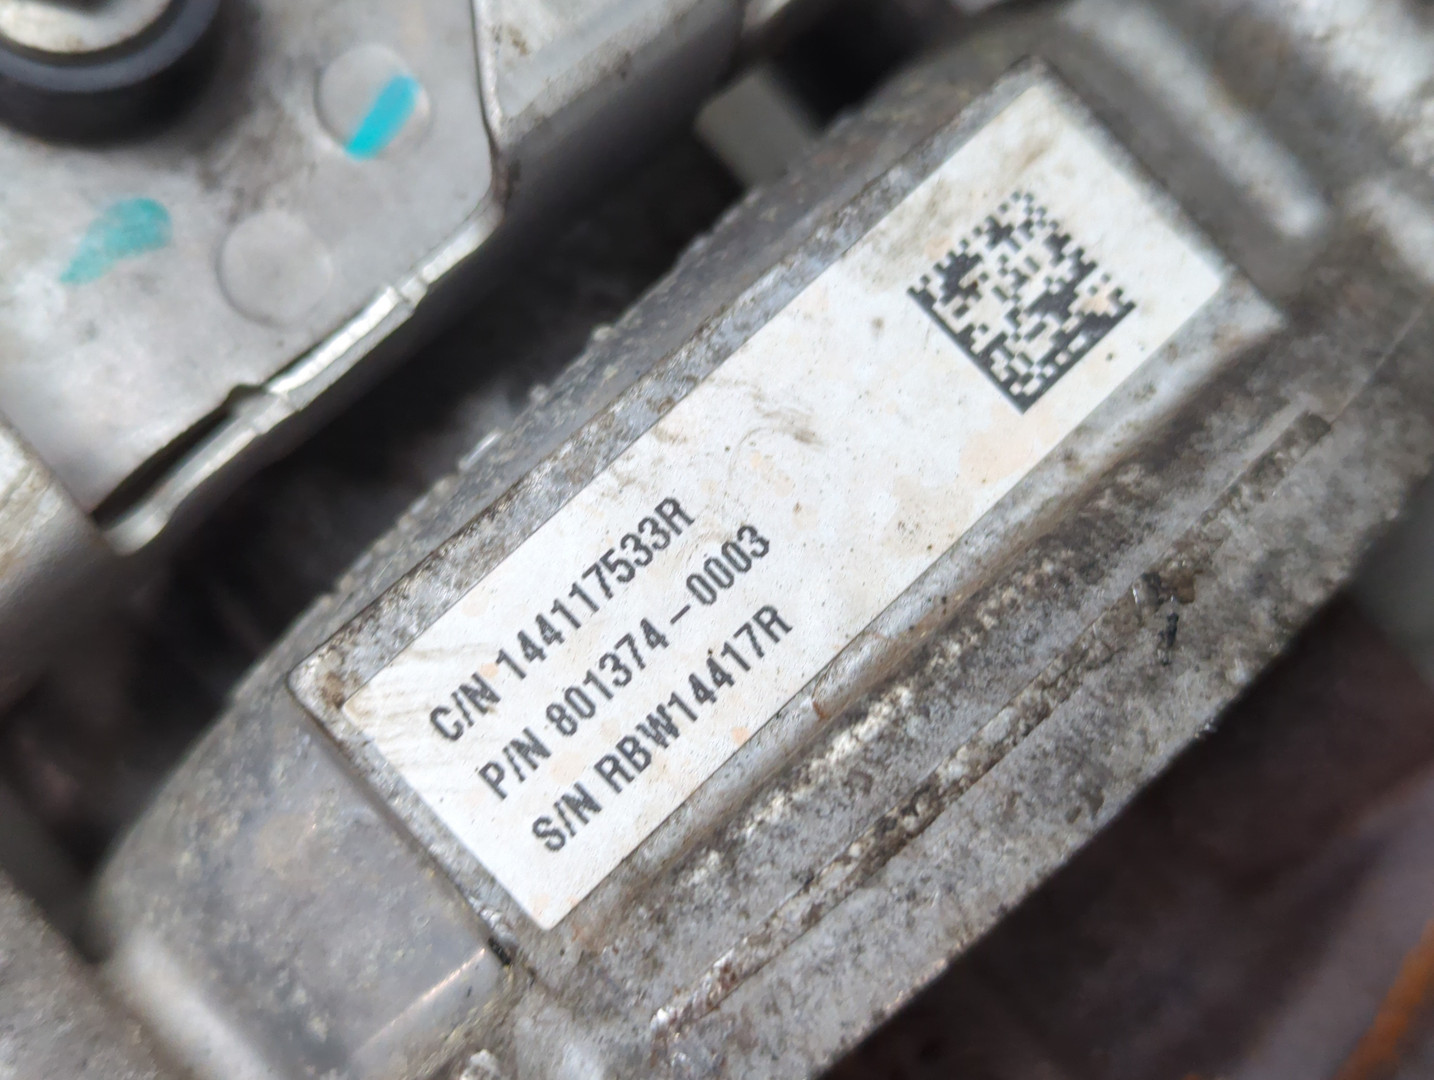 C/N 144117533R
P/N 801374-0003
S/N RBW14417R